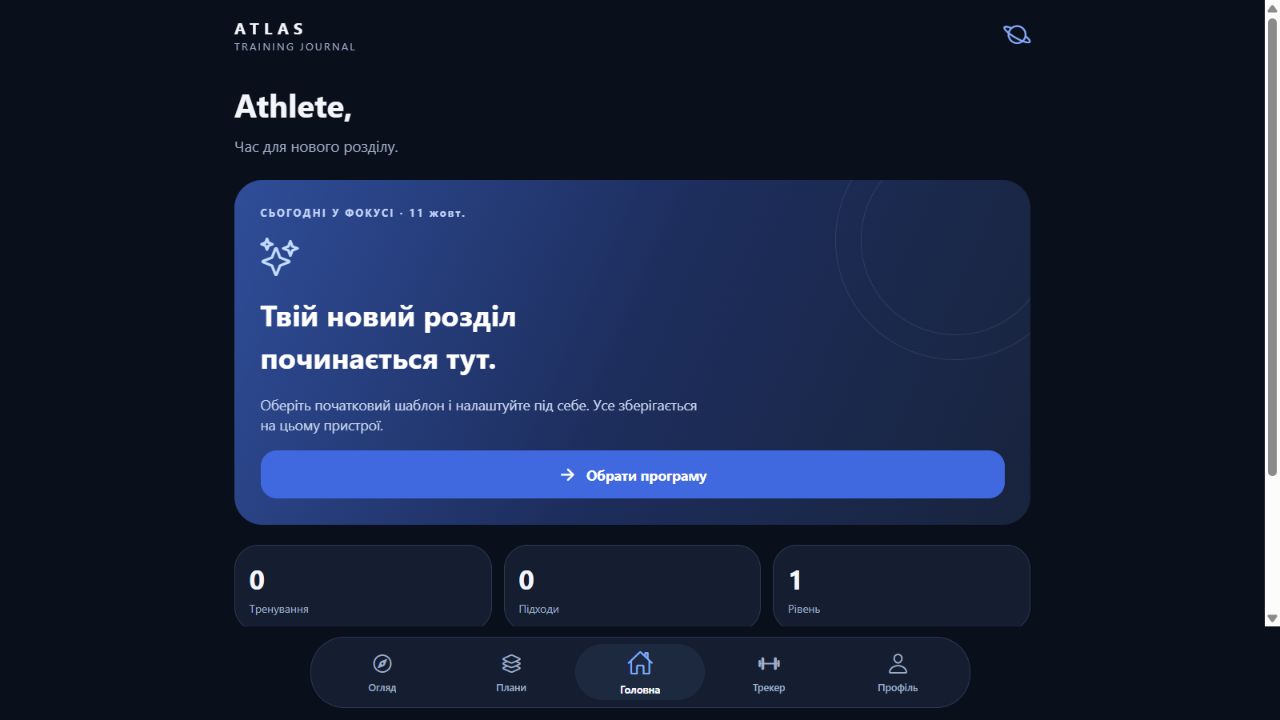 ATLAS
TRAINING JOURNAL
Athlete,
Час для нового розділу.
СЬОГОДНІ У ФОКУСІ · 11 жовт.
Твій новий розділ
починається тут.
Оберіть початковий шаблон і налаштуйте під себе. Усе зберігається
на цьому пристрої.
Обрати програму
0
Тренування
0
Підходи
1
Рівень
Огляд
Плани
Головна
Трекер
Профіль